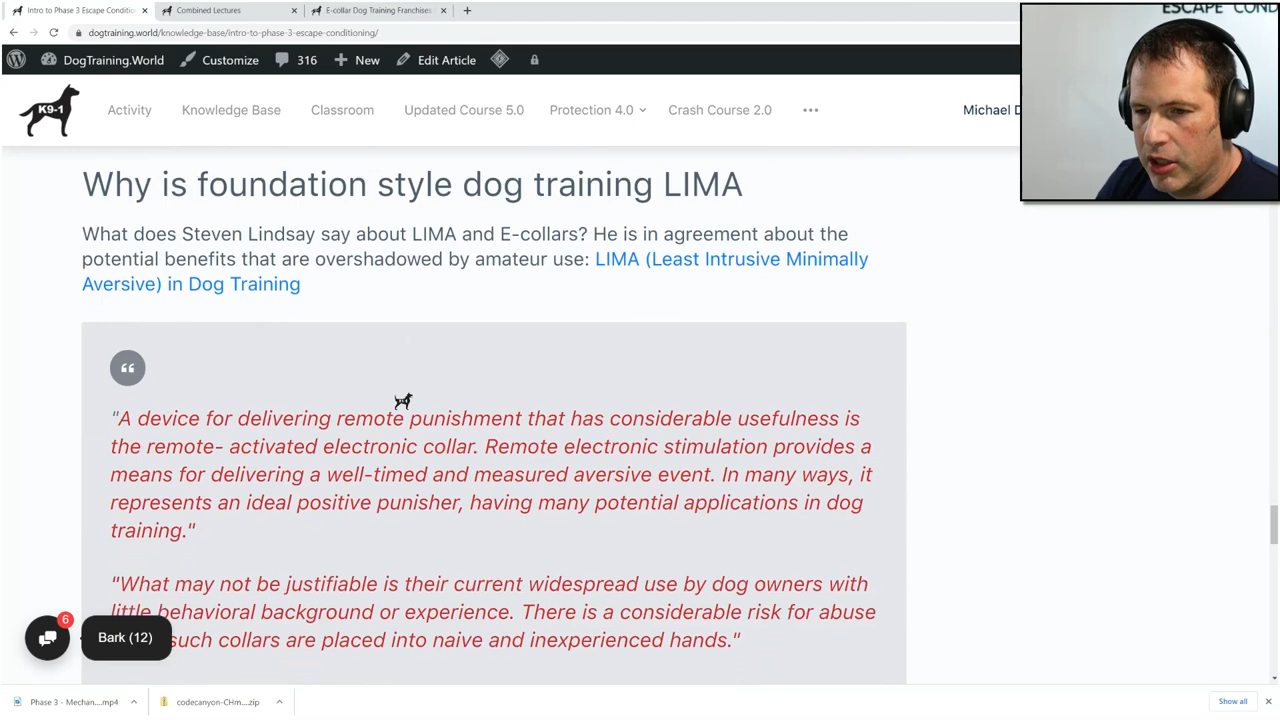 Intro to Phase 3 Escape Conditio
Combined Lectures
E-collar Dog Training Franchises
dogtraining.world/knowledge-base/intro-to-phase-3-escape-conditioning/
ESCAPE COND
DogTraining.World
Customize
316
New
Edit Article
K9-1
Activity
Knowledge Base
Classroom
Updated Course 5.0
Protection 4.0
Crash Course 2.0
Michael D
Why is foundation style dog training LIMA
What does Steven Lindsay say about LIMA and E-collars? He is in agreement about the
potential benefits that are overshadowed by amateur use: LIMA (Least Intrusive Minimally
Aversive) in Dog Training
"A device for delivering remote punishment that has considerable usefulness is
the remote- activated electronic collar. Remote electronic stimulation provides a
means for delivering a well-timed and measured aversive event. In many ways, it
represents an ideal positive punisher, having many potential applications in dog
training."
"What may not be justifiable is their current widespread use by dog owners with
little behavioral background or experience. There is a considerable risk for abuse
such collars are placed into naive and inexperienced hands."
6
Bark (12)
Phase 3 - Mechan....mp4
codecanyon-CHm....zip
Show all